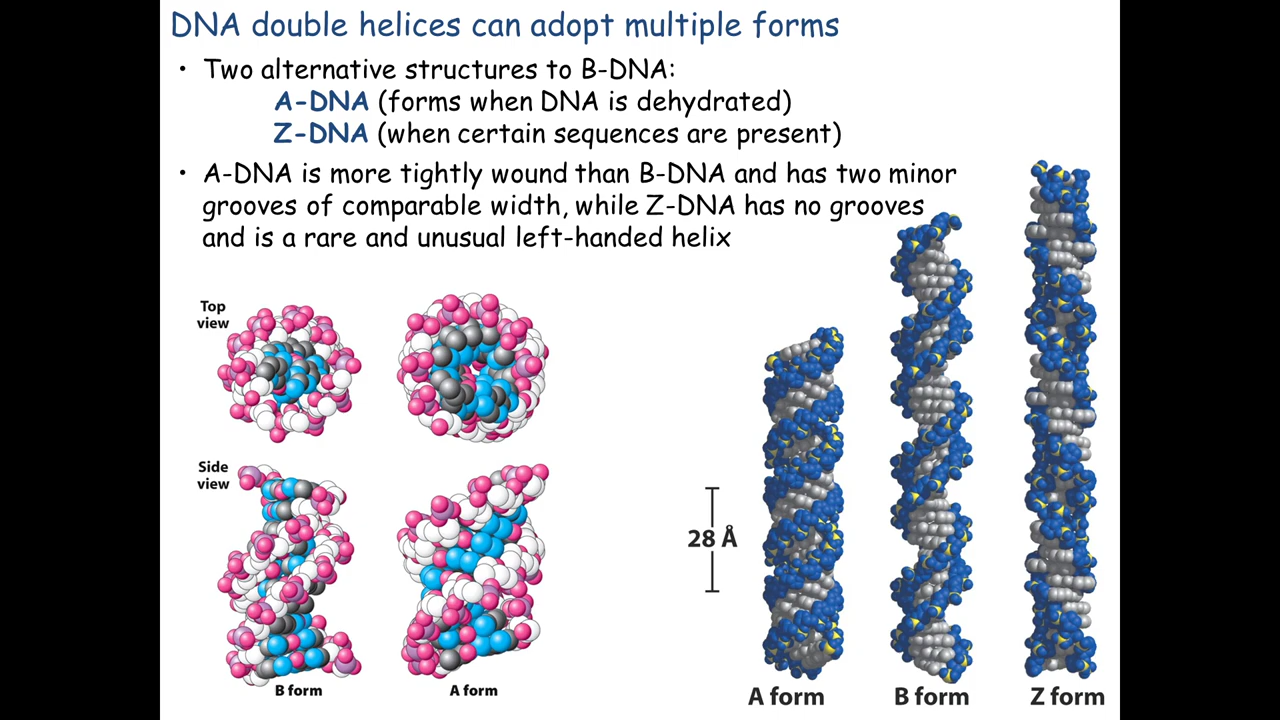 DNA double helices can adopt multiple forms
• Two alternative structures to B-DNA:
A-DNA (forms when DNA is dehydrated)
Z-DNA (when certain sequences are present)
• A-DNA is more tightly wound than B-DNA and has two minor
grooves of comparable width, while Z-DNA has no grooves
and is a rare and unusual left-handed helix
Top
view
Side
view
B form
A form
28 Å
A form
B form
Z form